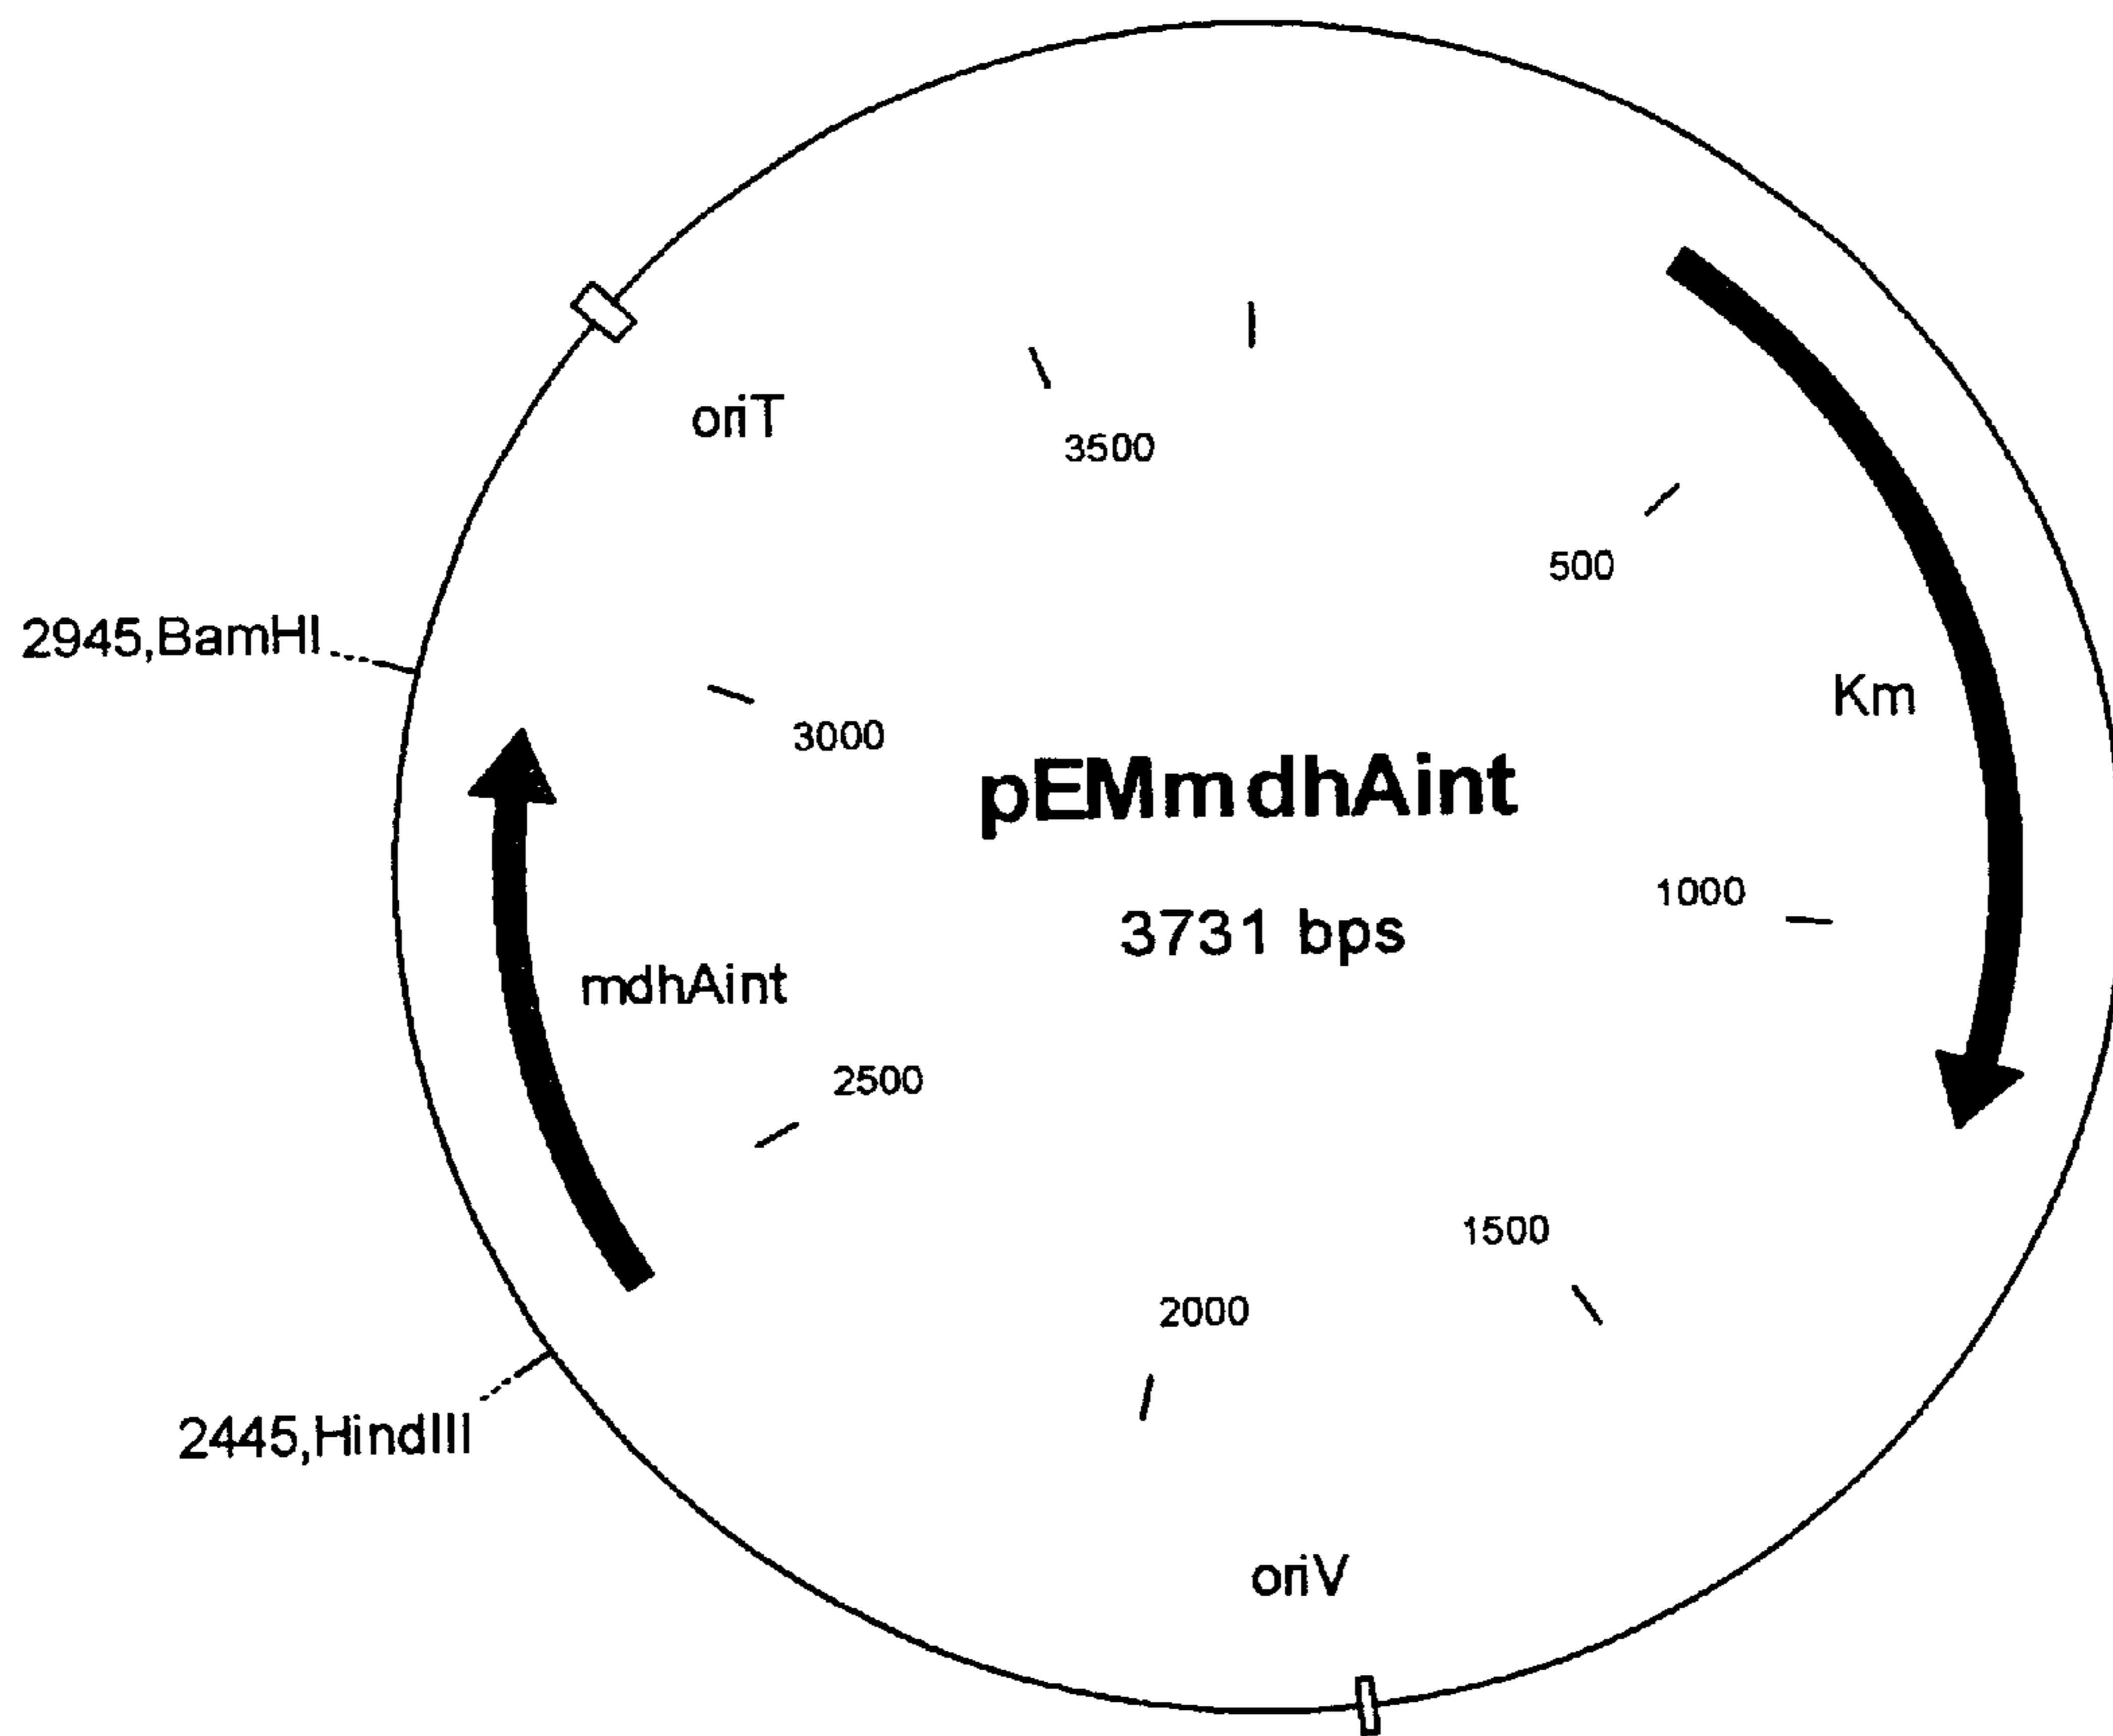 oriT
3500
500
2945,BamHI
Km
3000
pEMmdhAint
1000
3731 bps
mdhAint
2500
1500
2000
2445,HindIII
oriV